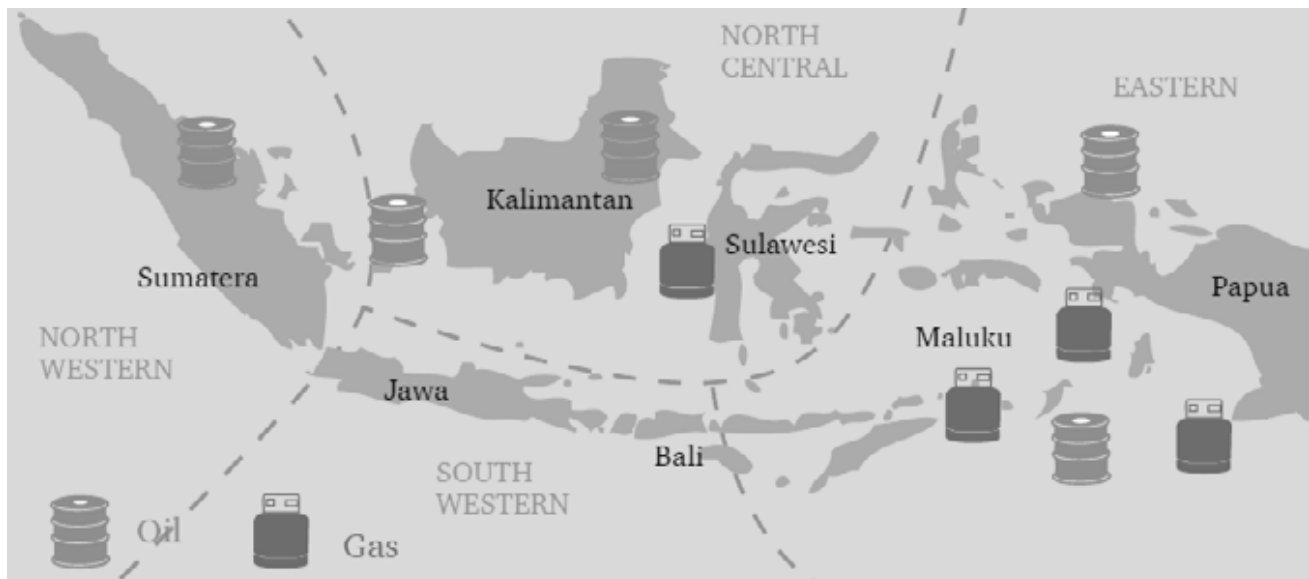 NORTH
CENTRAL
EASTERN
Kalimantan
Sulawesi
Sumatera
Papua
NORTH
WESTERN
Maluku
Jawa
Bali
SOUTH
WESTERN
Oil
Gas